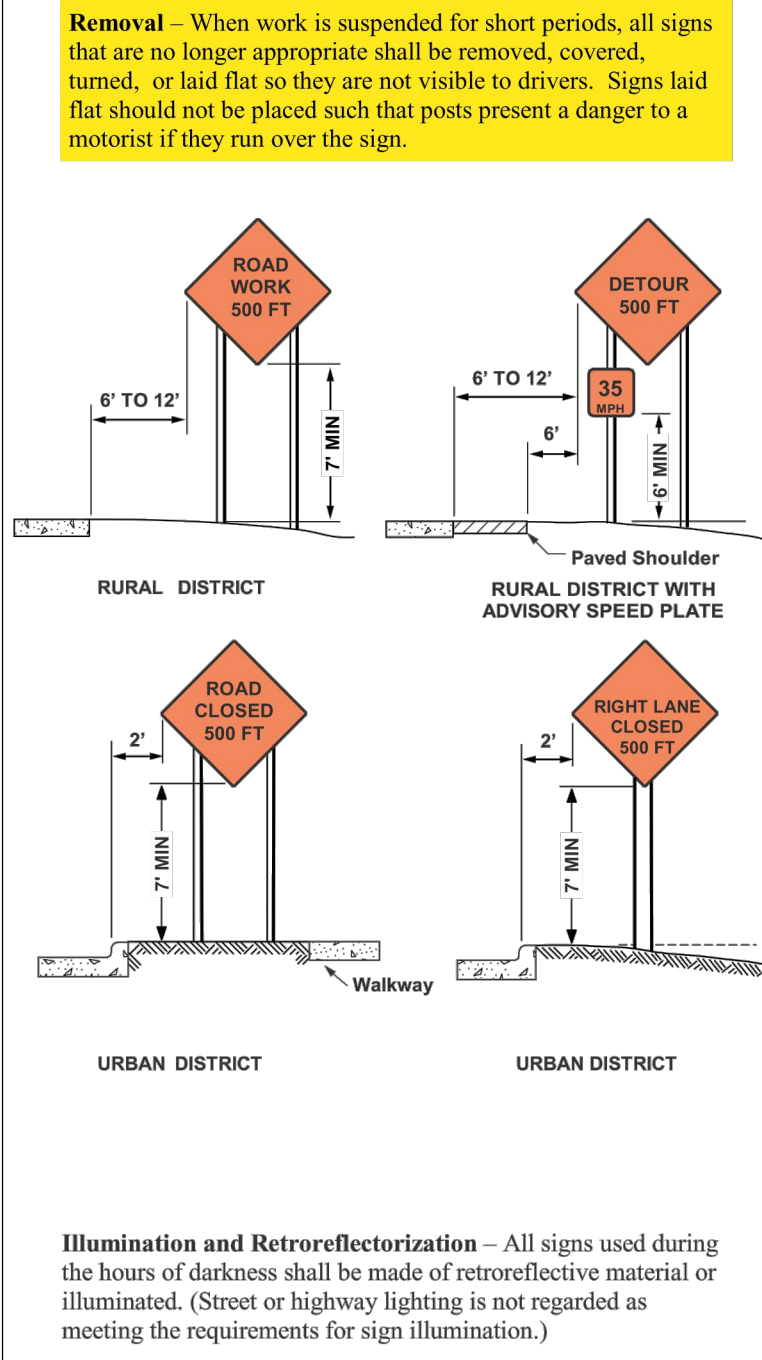 Removal – When work is suspended for short periods, all signs
that are no longer appropriate shall be removed, covered,
turned, or laid flat so they are not visible to drivers. Signs laid
flat should not be placed such that posts present a danger to a
motorist if they run over the sign.
ROAD
WORK
500 FT
6’ TO 12’
7' MIN
RURAL DISTRICT
DETOUR
500 FT
35
MPH
6’ TO 12’
6’
6' MIN
Paved Shoulder
RURAL DISTRICT WITH
ADVISORY SPEED PLATE
ROAD
CLOSED
500 FT
2’
7' MIN
Walkway
URBAN DISTRICT
RIGHT LANE
CLOSED
500 FT
2’
7' MIN
URBAN DISTRICT
Illumination and Retroreflectorization – All signs used during
the hours of darkness shall be made of retroreflective material or
illuminated. (Street or highway lighting is not regarded as
meeting the requirements for sign illumination.)